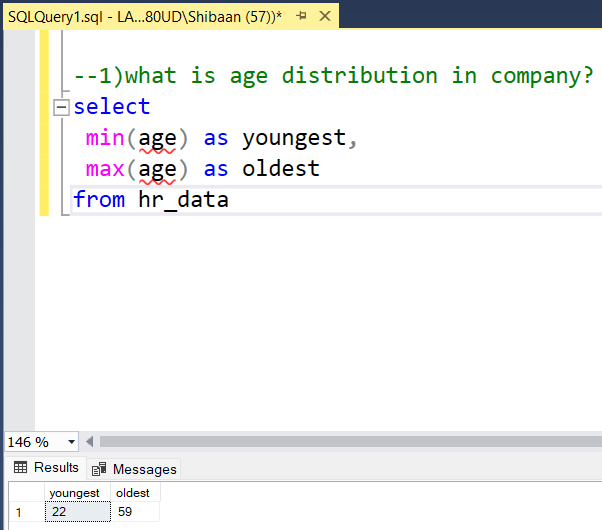 SQLQuery1.sql - LA...80UD\Shibaan (57))*
--1)what is age distribution in company?
select
min(age) as youngest,
max(age) as oldest
from hr_data
146 %
Results Messages
youngest oldest
1 22 59